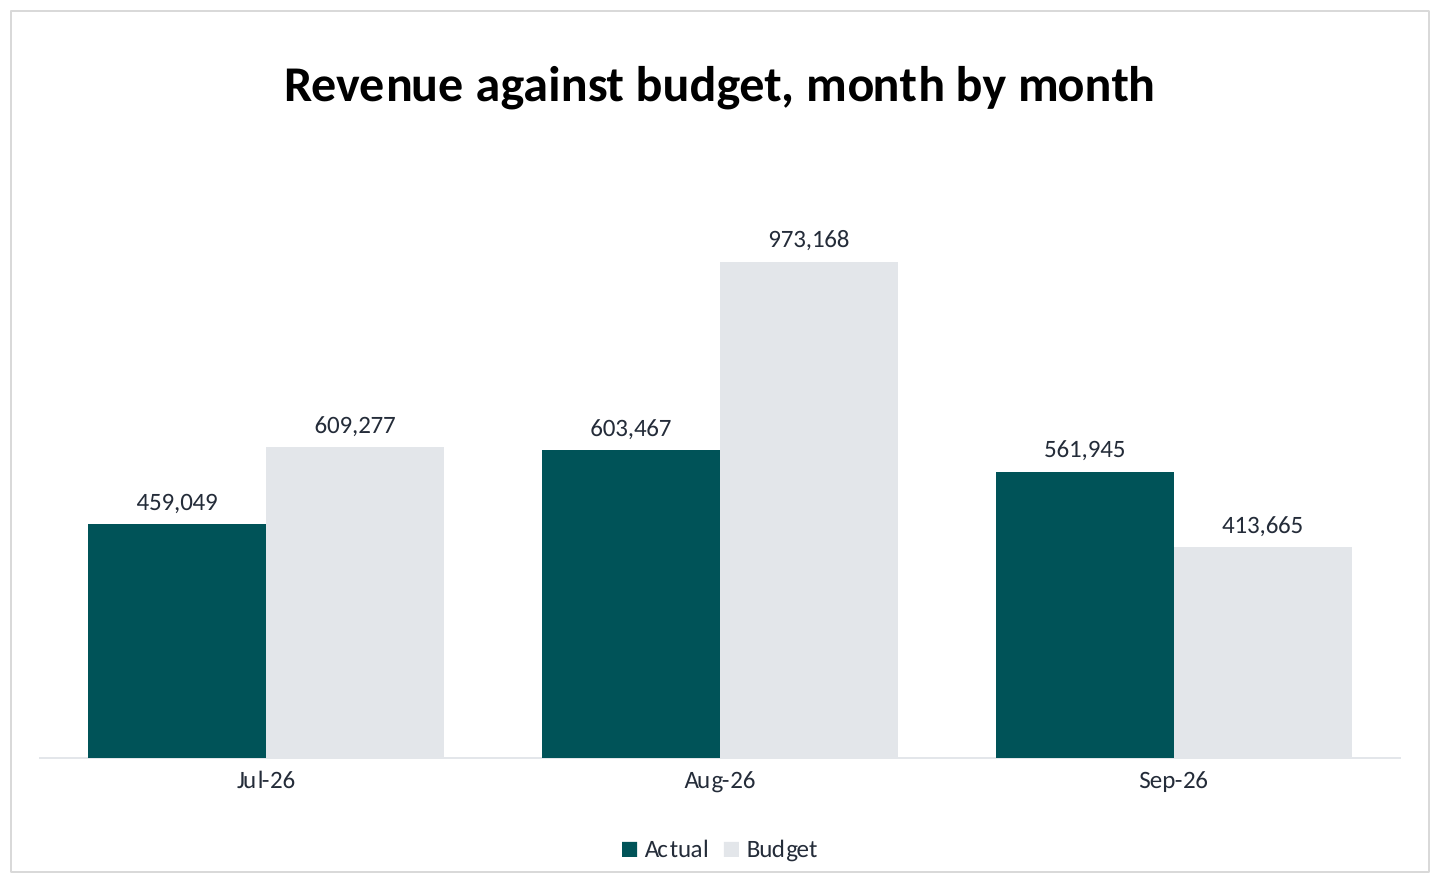 Revenue against budget, month by month
973,168
609,277
603,467
561,945
459,049
413,665
Jul-26 Aug-26 Sep-26
Actual Budget